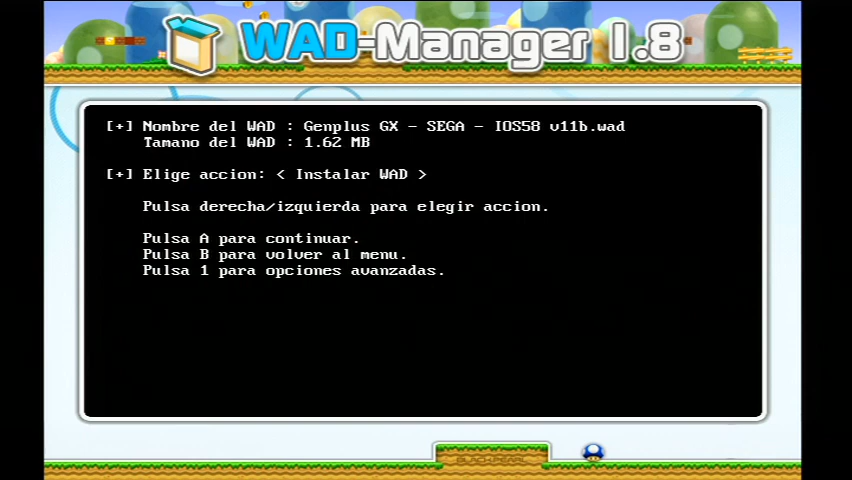 WAD-Manager 1.8
[+] Nombre del WAD : Genplus GX - SEGA - IOS58 v11b.wad
Tamano del WAD : 1.62 MB
[+] Elige accion: < Instalar WAD >
Pulsa derecha/izquierda para elegir accion.
Pulsa A para continuar.
Pulsa B para volver al menu.
Pulsa 1 para opciones avanzadas.